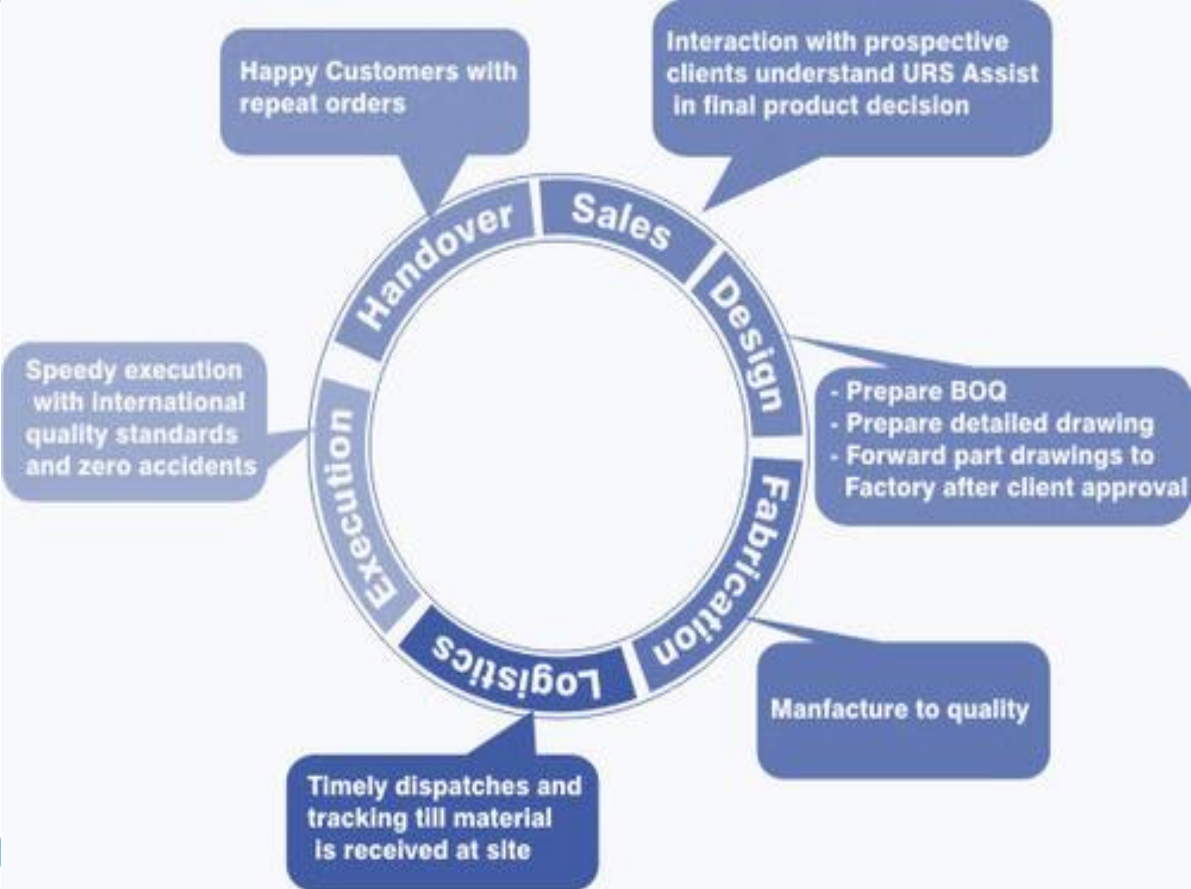 Happy Customers with
repeat orders
Interaction with prospective
clients understand URS Assist
in final product decision
Handover
Sales
Design
Speedy execution
with international
quality standards
and zero accidents
- Prepare BOQ
- Prepare detailed drawing
- Forward part drawings to
Factory after client approval
Execution
Fabrication
Logistics
Manfacture to quality
Timely dispatches and
tracking till material
is received at site